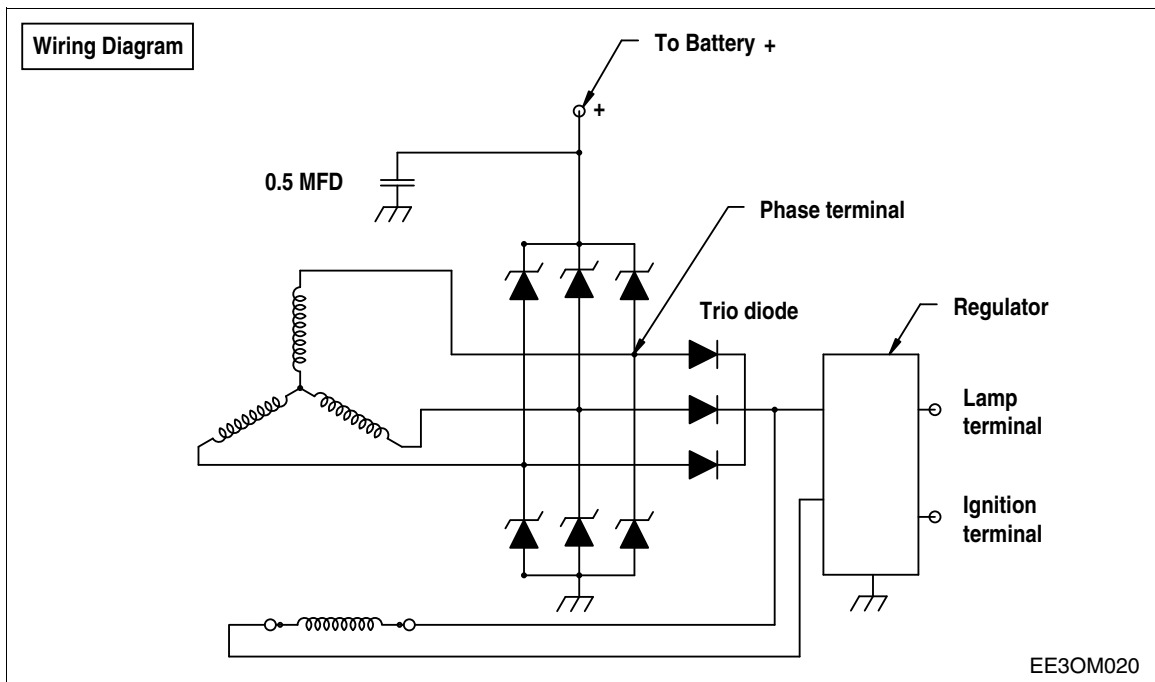 Wiring Diagram
To Battery +
+
0.5 MFD
Phase terminal
Trio diode
Regulator
Lamp
terminal
Ignition
terminal
EE3OM020